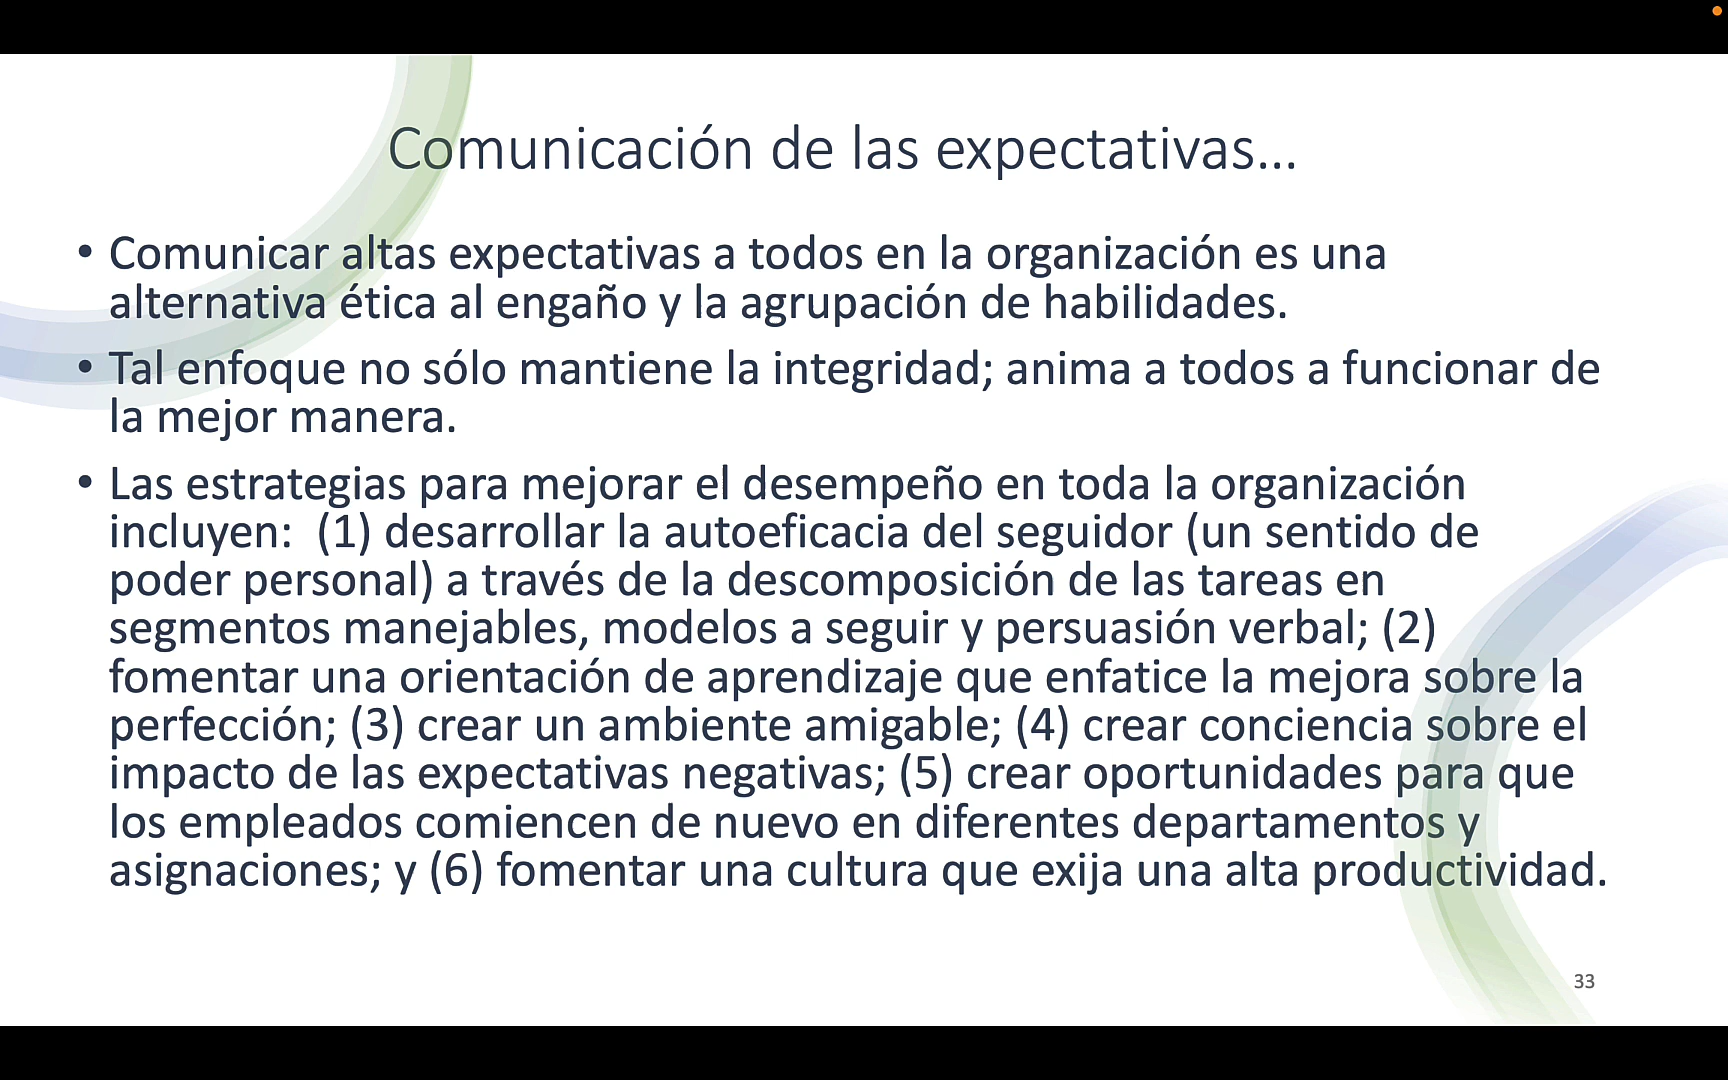 Comunicación de las expectativas...
• Comunicar altas expectativas a todos en la organización es una
alternativa ética al engaño y la agrupación de habilidades.
• Tal enfoque no sólo mantiene la integridad; anima a todos a funcionar de
la mejor manera.
• Las estrategias para mejorar el desempeño en toda la organización
incluyen:  (1) desarrollar la autoeficacia del seguidor (un sentido de
poder personal) a través de la descomposición de las tareas en
segmentos manejables, modelos a seguir y persuasión verbal; (2)
fomentar una orientación de aprendizaje que enfatice la mejora sobre la
perfección; (3) crear un ambiente amigable; (4) crear conciencia sobre el
impacto de las expectativas negativas; (5) crear oportunidades para que
los empleados comiencen de nuevo en diferentes departamentos y
asignaciones; y (6) fomentar una cultura que exija una alta productividad.
33